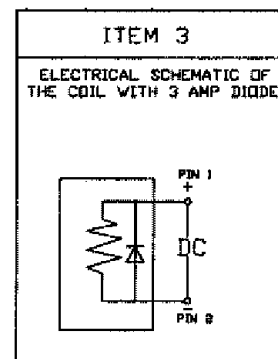 ITEM 3
ELECTRICAL SCHEMATIC OF
THE COIL WITH 3 AMP DIODE
PIN 1
+
DC
-
PIN 2